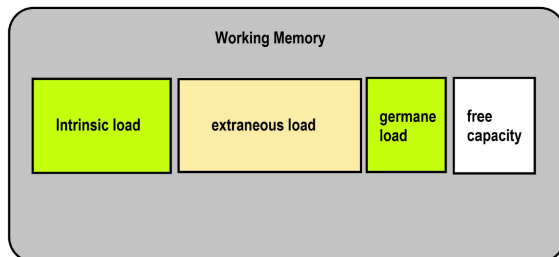 Working Memory
Intrinsic load
extraneous load
germane
load
free
capacity